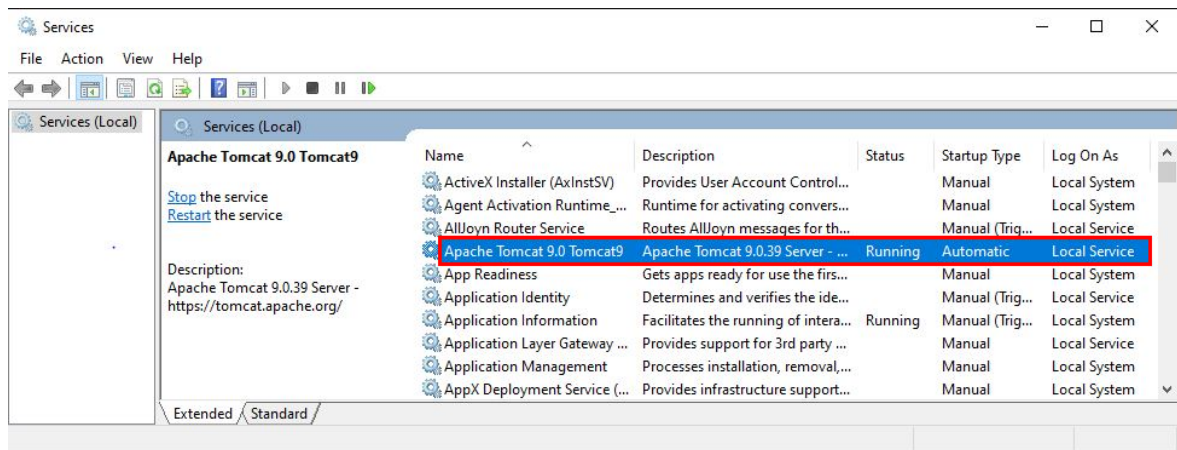 Services
File Action View Help
Services (Local)
Services (Local)
Apache Tomcat 9.0 Tomcat9
Stop the service
Restart the service
Description:
Apache Tomcat 9.0.39 Server -
https://tomcat.apache.org/
Name Description Status Startup Type Log On As
ActiveX Installer (AxInstSV) Provides User Account Control... Manual Local System
Agent Activation Runtime_... Runtime for activating convers... Manual Local System
AllJoyn Router Service Routes AllJoyn messages for th... Manual (Trig... Local Service
Apache Tomcat 9.0 Tomcat9 Apache Tomcat 9.0.39 Server - ... Running Automatic Local Service
App Readiness Gets apps ready for use the firs... Manual Local System
Application Identity Determines and verifies the ide... Manual (Trig... Local Service
Application Information Facilitates the running of intera... Running Manual (Trig... Local System
Application Layer Gateway ... Provides support for 3rd party ... Manual Local Service
Application Management Processes installation, removal,... Manual Local System
AppX Deployment Service (... Provides infrastructure support... Manual Local System
Extended Standard